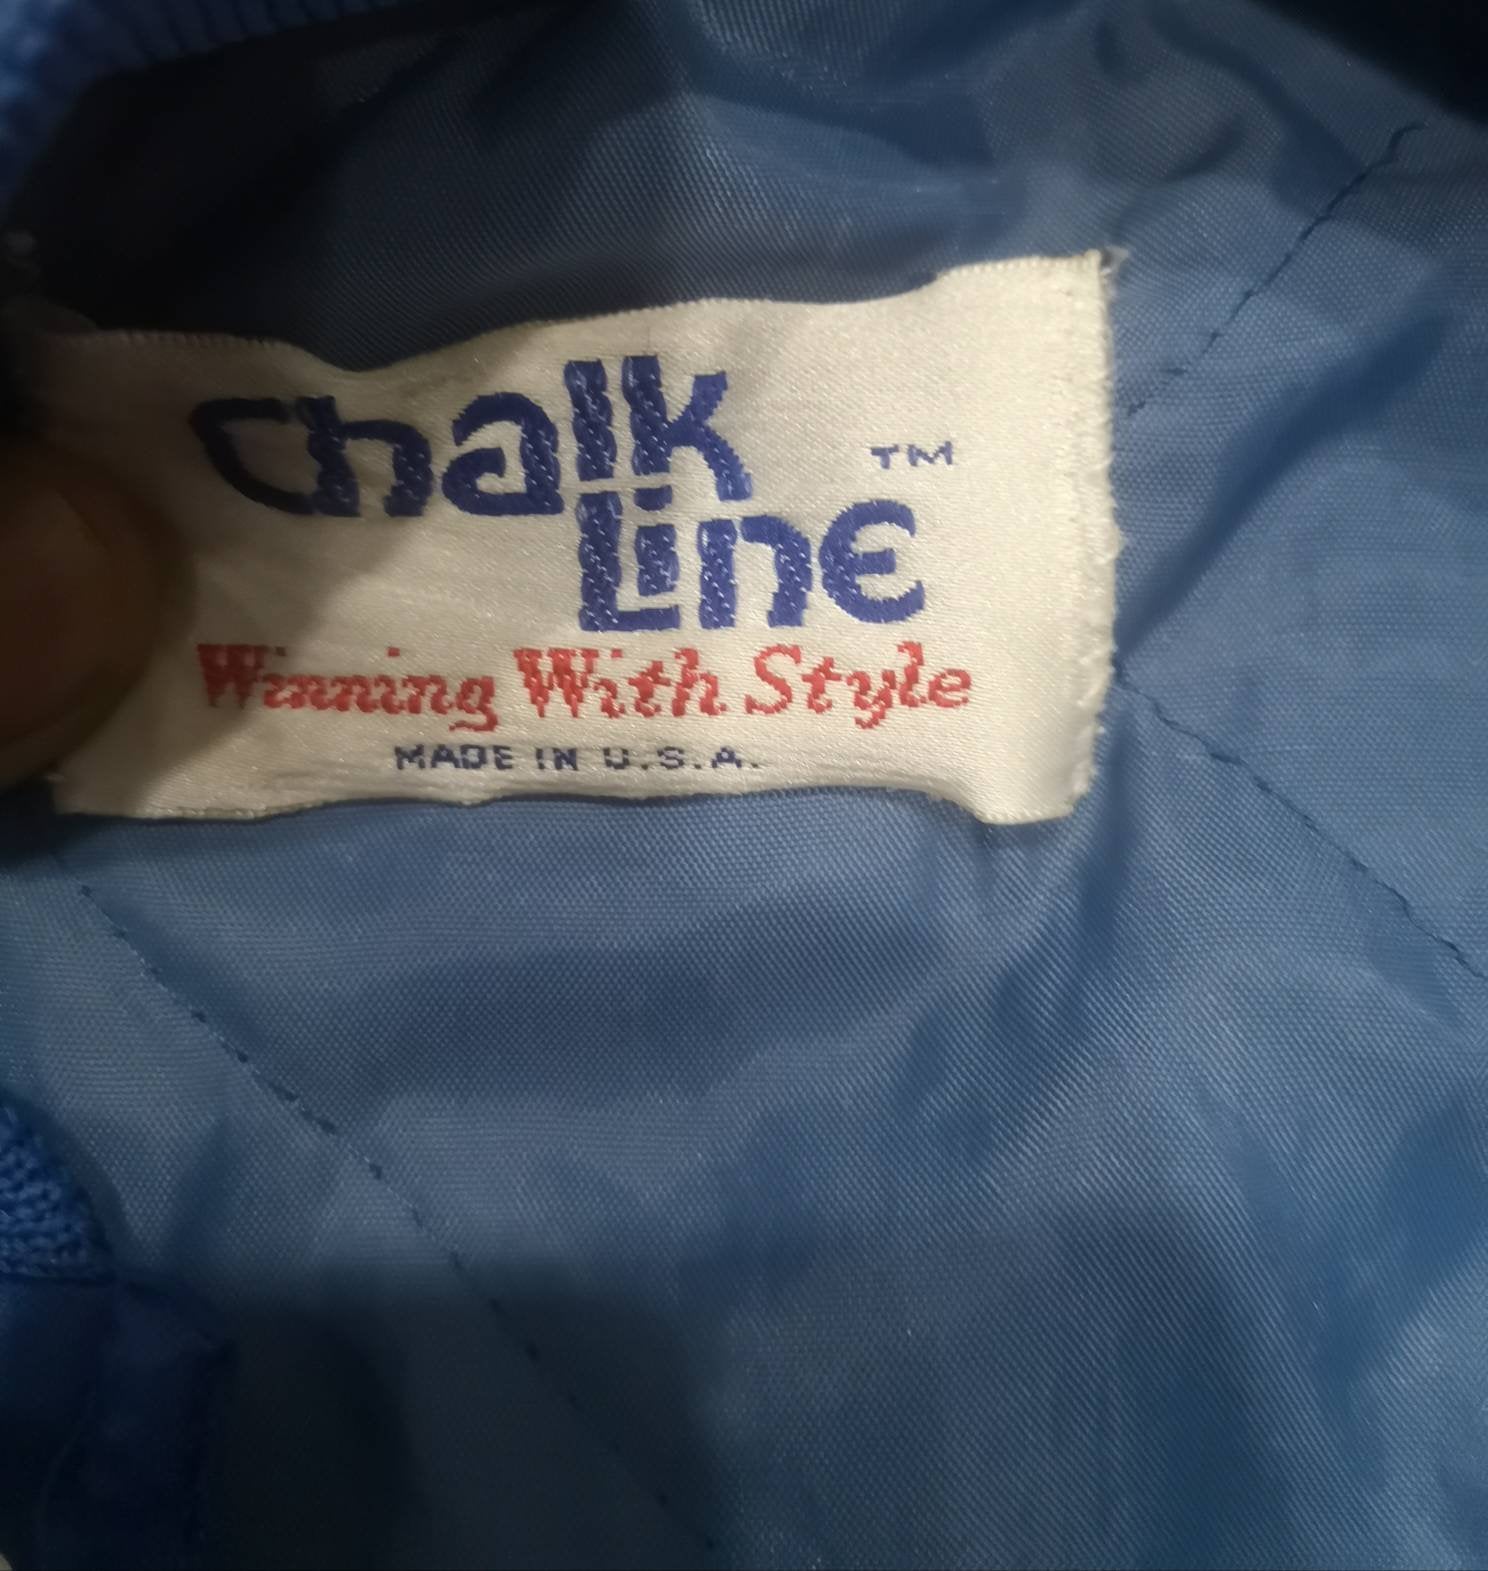 Chalk
Line ™
Winning With Style
MADE IN U.S.A.